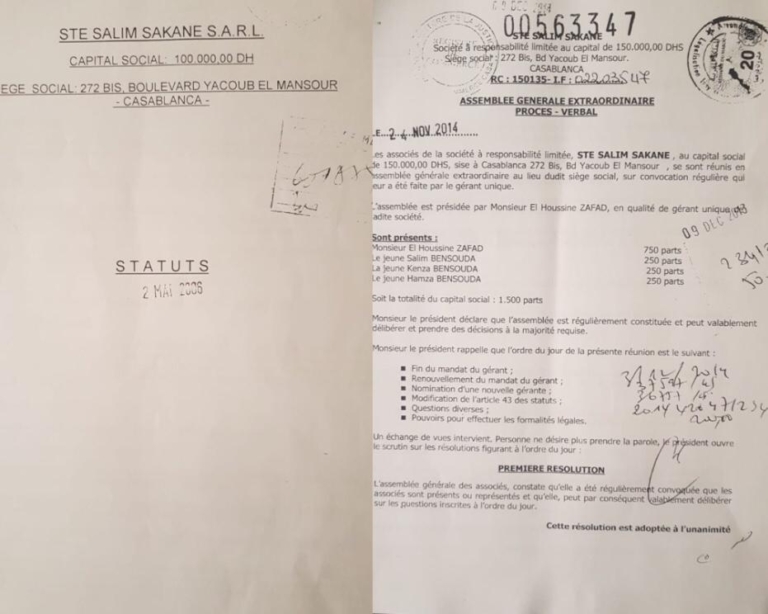 STE SALIM SAKANE S.A.R.L.
CAPITAL SOCIAL: 100.000,00 DH
EGE SOCIAL: 272 BIS, BOULEVARD YACOUB EL MANSOUR
- CASABLANCA -
STATUTS
2 MAI 2006
00563347
STE SALIM SAKANE
Société à responsabilité limitée au capital de 150.000,00 DHS
Siège social : 272 Bis, Bd Yacoub El Mansour.
CASABLANCA
RC : 150135- I.F :
ASSEMBLEE GENERALE EXTRAORDINAIRE
PROCES - VERBAL
E 24 NOV. 2014
Les associés de la société à responsabilité limitée, STE SALIM SAKANE , au capital social
de 150.000,00 DHS, sise à Casablanca 272 Bis, Bd Yacoub El Mansour , se sont réunis en
assemblée générale extraordinaire au lieu dudit siège social, sur convocation régulière qui
eur a été faite par le gérant unique.
L'assemblée est présidée par Monsieur El Houssine ZAFAD, en qualité de gérant unique
adite société.
09 DEC
Sont présents :
Monsieur El Houssine ZAFAD 750 parts
Le jeune Salim BENSOUDA 250 parts
La jeune Kenza BENSOUDA 250 parts
Le jeune Hamza BENSOUDA 250 parts
Soit la totalité du capital social : 1.500 parts
Monsieur le président déclare que l'assemblée est régulièrement constituée et peut valablement
délibérer et prendre des décisions à la majorité requise.
Monsieur le président rappelle que l'ordre du jour de la présente réunion est le suivant :
■ Fin du mandat du gérant ;
■ Renouvellement du mandat du gérant ;
■ Nomination d'une nouvelle gérante ;
■ Modification de l'article 43 des statuts ;
■ Questions diverses ;
■ Pouvoirs pour effectuer les formalités légales.
Un échange de vues intervient. Personne ne désire plus prendre la parole, le président ouvre
le scrutin sur les résolutions figurant à l'ordre du jour :
PREMIERE RESOLUTION
L'assemblée générale des associés, constate qu'elle a été régulièrement convoquée que les
associés sont présents ou représentés et qu'elle, peut par conséquent valablement délibérer
sur les questions inscrites à l'ordre du jour.
Cette résolution est adoptée à l'unanimité